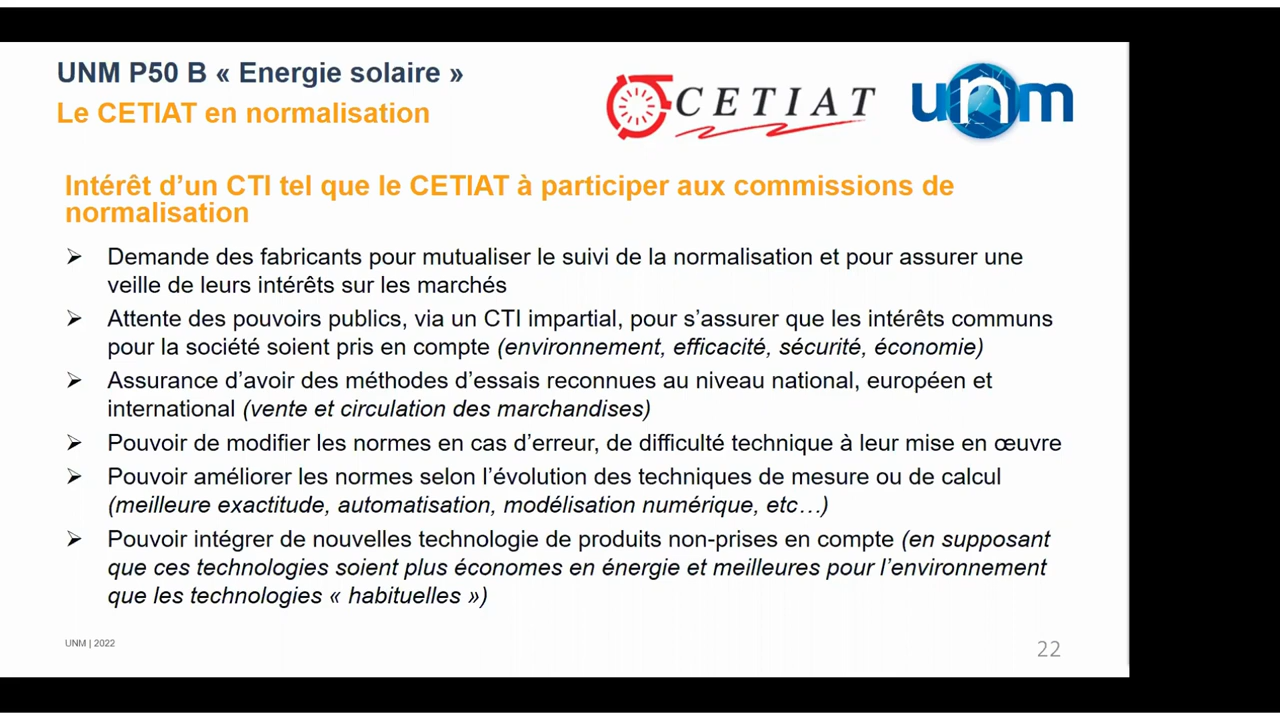 UNM P50 B « Energie solaire »
Le CETIAT en normalisation
CETIAT
unm
Intérêt d’un CTI tel que le CETIAT à participer aux commissions de
normalisation
➢ Demande des fabricants pour mutualiser le suivi de la normalisation et pour assurer une
veille de leurs intérêts sur les marchés
➢ Attente des pouvoirs publics, via un CTI impartial, pour s’assurer que les intérêts communs
pour la société soient pris en compte (environnement, efficacité, sécurité, économie)
➢ Assurance d’avoir des méthodes d’essais reconnues au niveau national, européen et
international (vente et circulation des marchandises)
➢ Pouvoir de modifier les normes en cas d’erreur, de difficulté technique à leur mise en œuvre
➢ Pouvoir améliorer les normes selon l’évolution des techniques de mesure ou de calcul
(meilleure exactitude, automatisation, modélisation numérique, etc…)
➢ Pouvoir intégrer de nouvelles technologie de produits non-prises en compte (en supposant
que ces technologies soient plus économes en énergie et meilleures pour l’environnement
que les technologies « habituelles »)
UNM | 2022
22